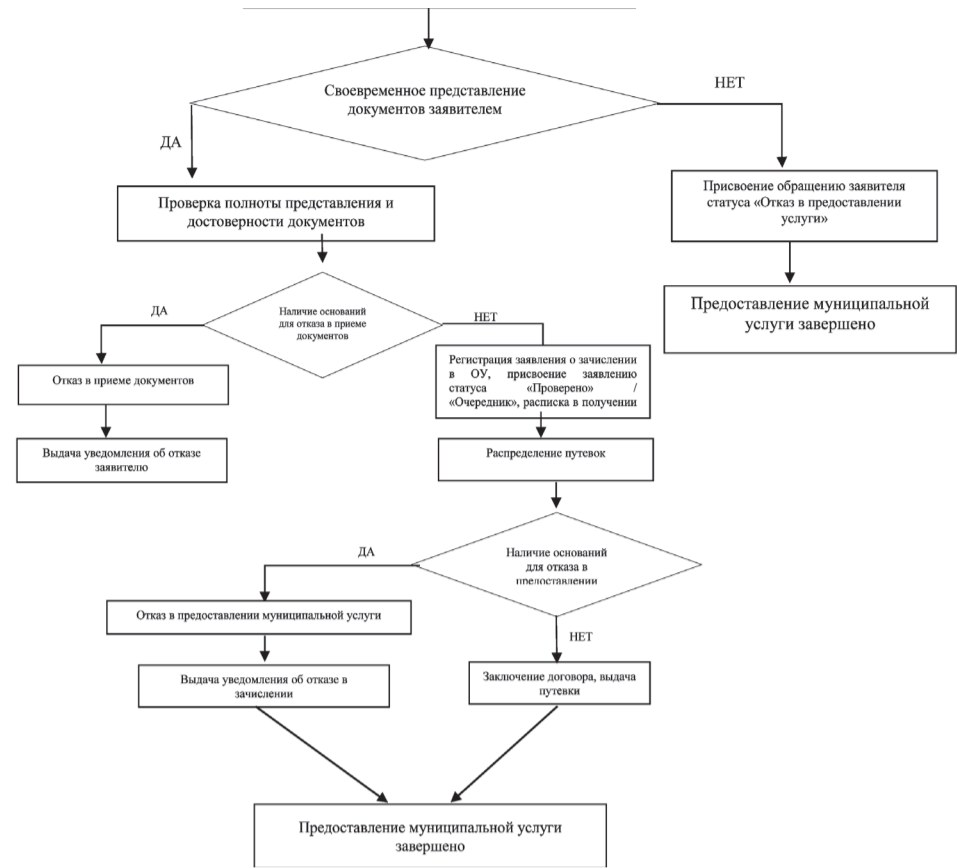 Своевременное представление
документов заявителем
НЕТ
ДА
Проверка полноты представления и
достоверности документов
Присвоение обращению заявителя
статуса «Отказ в предоставлении
услуги»
Предоставление муниципальной
услуги завершено
Наличие оснований
для отказа в приеме
документов
ДА
НЕТ
Отказ в приеме документов
Регистрация заявления о зачислении
в ОУ, присвоение заявлению
статуса «Проверено» /
«Очередник», расписка в получении
Выдача уведомления об отказе
заявителю
Распределение путевок
Наличие оснований
для отказа в
предоставлении
ДА
НЕТ
Отказ в предоставлении муниципальной услуги
Выдача уведомления об отказе в
зачислении
Заключение договора, выдача
путевки
Предоставление муниципальной услуги
завершено